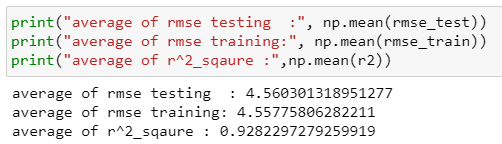 print("average of rmse testing  :", np.mean(rmse_test))
print("average of rmse training:", np.mean(rmse_train))
print("average of r^2_sqaure :",np.mean(r2))
average of rmse testing  : 4.560301318951277
average of rmse training: 4.55775806282211
average of r^2_sqaure : 0.9282297279259919